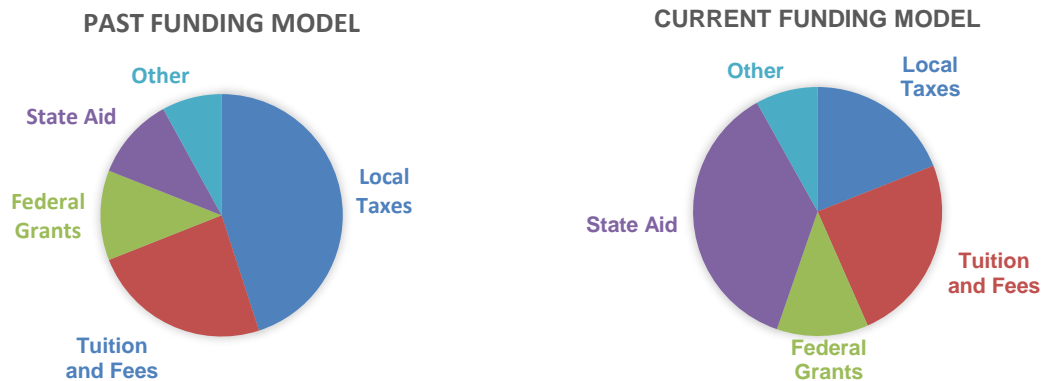 PAST FUNDING MODEL
Other
State Aid
Federal
Grants
Tuition
and Fees
Local
Taxes
CURRENT FUNDING MODEL
Other
Local
Taxes
State Aid
Tuition
and Fees
Federal
Grants